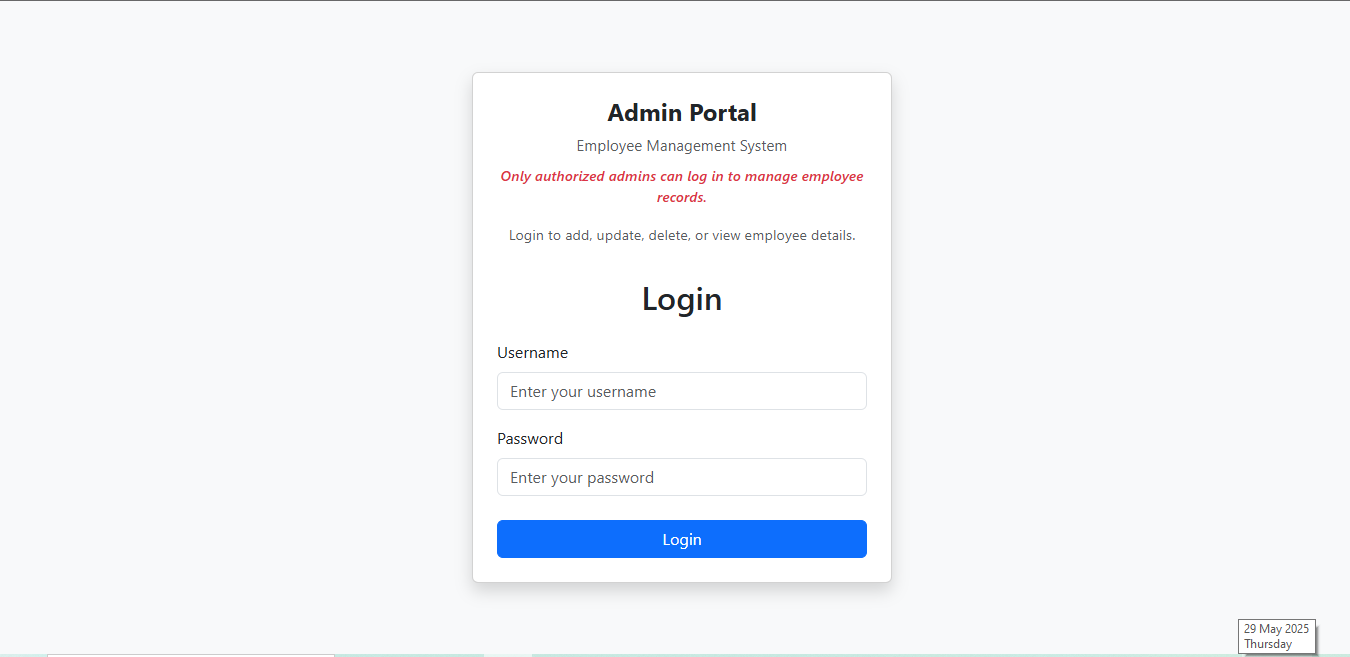 Admin Portal
Employee Management System
Only authorized admins can log in to manage employee
records.
Login to add, update, delete, or view employee details.
Login
Username
Enter your username
Password
Enter your password
Login
29 May 2025
Thursday